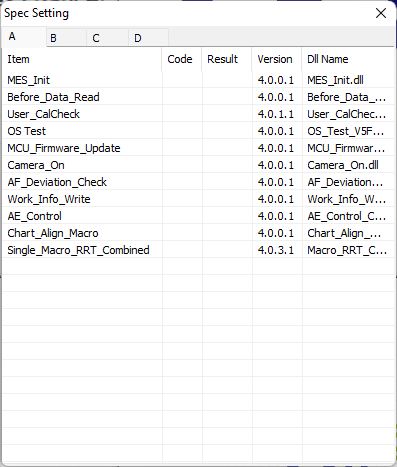 Spec Setting
A B C D
Item Code Result Version Dll Name
MES_Init 4.0.0.1 MES_Init.dll
Before_Data_Read 4.0.0.1 Before_Data_...
User_CalCheck 4.0.1.1 User_CalChec...
OS Test 4.0.0.1 OS_Test_V5F...
MCU_Firmware_Update 4.0.0.1 MCU_Firmwar...
Camera_On 4.0.0.1 Camera_On.dll
AF_Deviation_Check 4.0.0.1 AF_Deviation...
Work_Info_Write 4.0.0.1 Work_Info_W...
AE_Control 4.0.0.1 AE_Control_C...
Chart_Align_Macro 4.0.0.1 Chart_Align_...
Single_Macro_RRT_Combined 4.0.3.1 Macro_RRT_C...